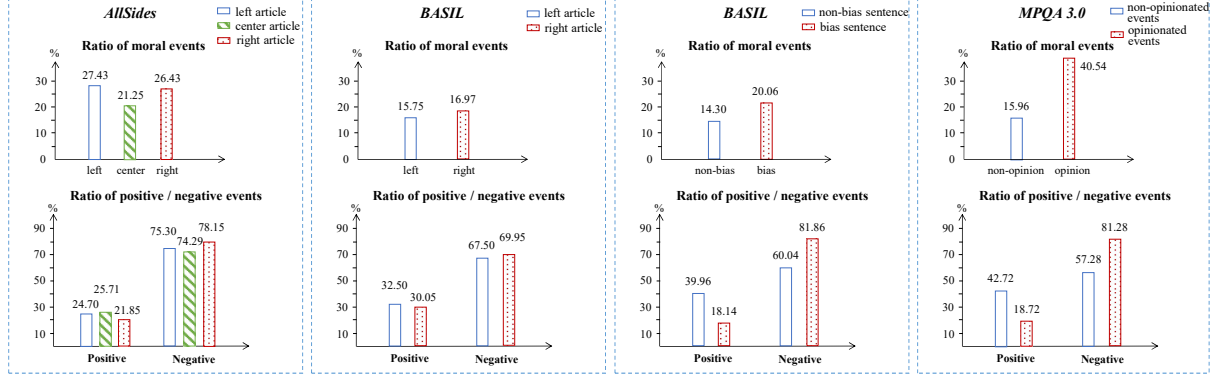 AllSides
left article
center article
right article
Ratio of moral events
%
30
20
10
0
27.43
21.25
26.43
left center right
Ratio of positive / negative events
%
90
70
50
30
10
24.70
25.71
21.85
75.30
74.29
78.15
Positive Negative
BASIL
left article
right article
Ratio of moral events
%
30
20
10
0
15.75
16.97
left right
Ratio of positive / negative events
%
90
70
50
30
10
32.50
30.05
67.50
69.95
Positive Negative
BASIL
non-bias sentence
bias sentence
Ratio of moral events
%
30
20
10
0
14.30
20.06
non-bias bias
Ratio of positive / negative events
%
90
70
50
30
10
39.96
18.14
60.04
81.86
Positive Negative
MPQA 3.0
non-opinionated
events
opinionated
events
Ratio of moral events
%
30
20
10
0
15.96
40.54
non-opinion opinion
Ratio of positive / negative events
%
90
70
50
30
10
42.72
18.72
57.28
81.28
Positive Negative